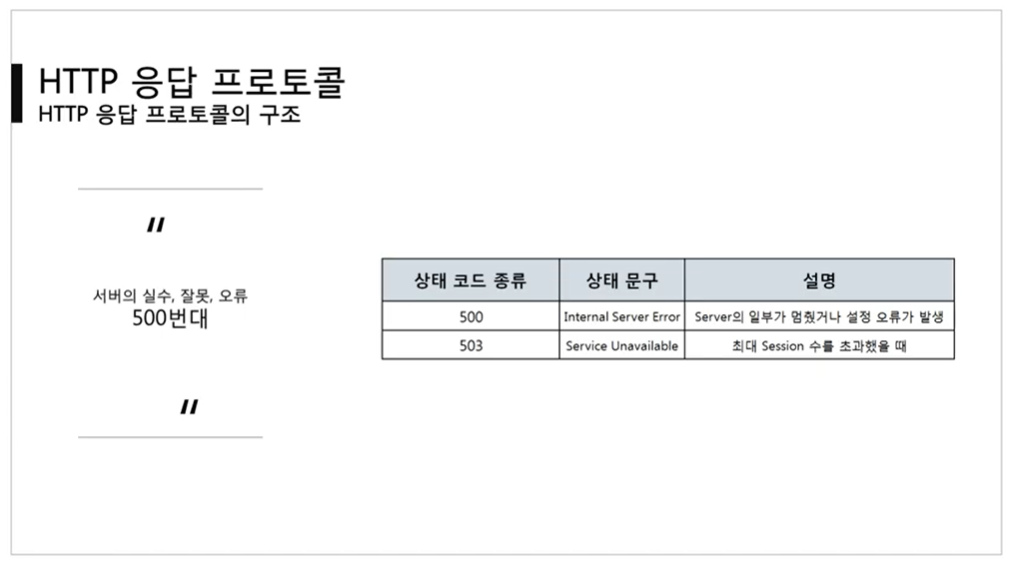 HTTP 응답 프로토콜
HTTP 응답 프로토콜의 구조
“
서버의 실수, 잘못, 오류
500번대
”
상태 코드 종류 상태 문구 설명
500 Internal Server Error Server의 일부가 멈췄거나 설정 오류가 발생
503 Service Unavailable 최대 Session 수를 초과했을 때